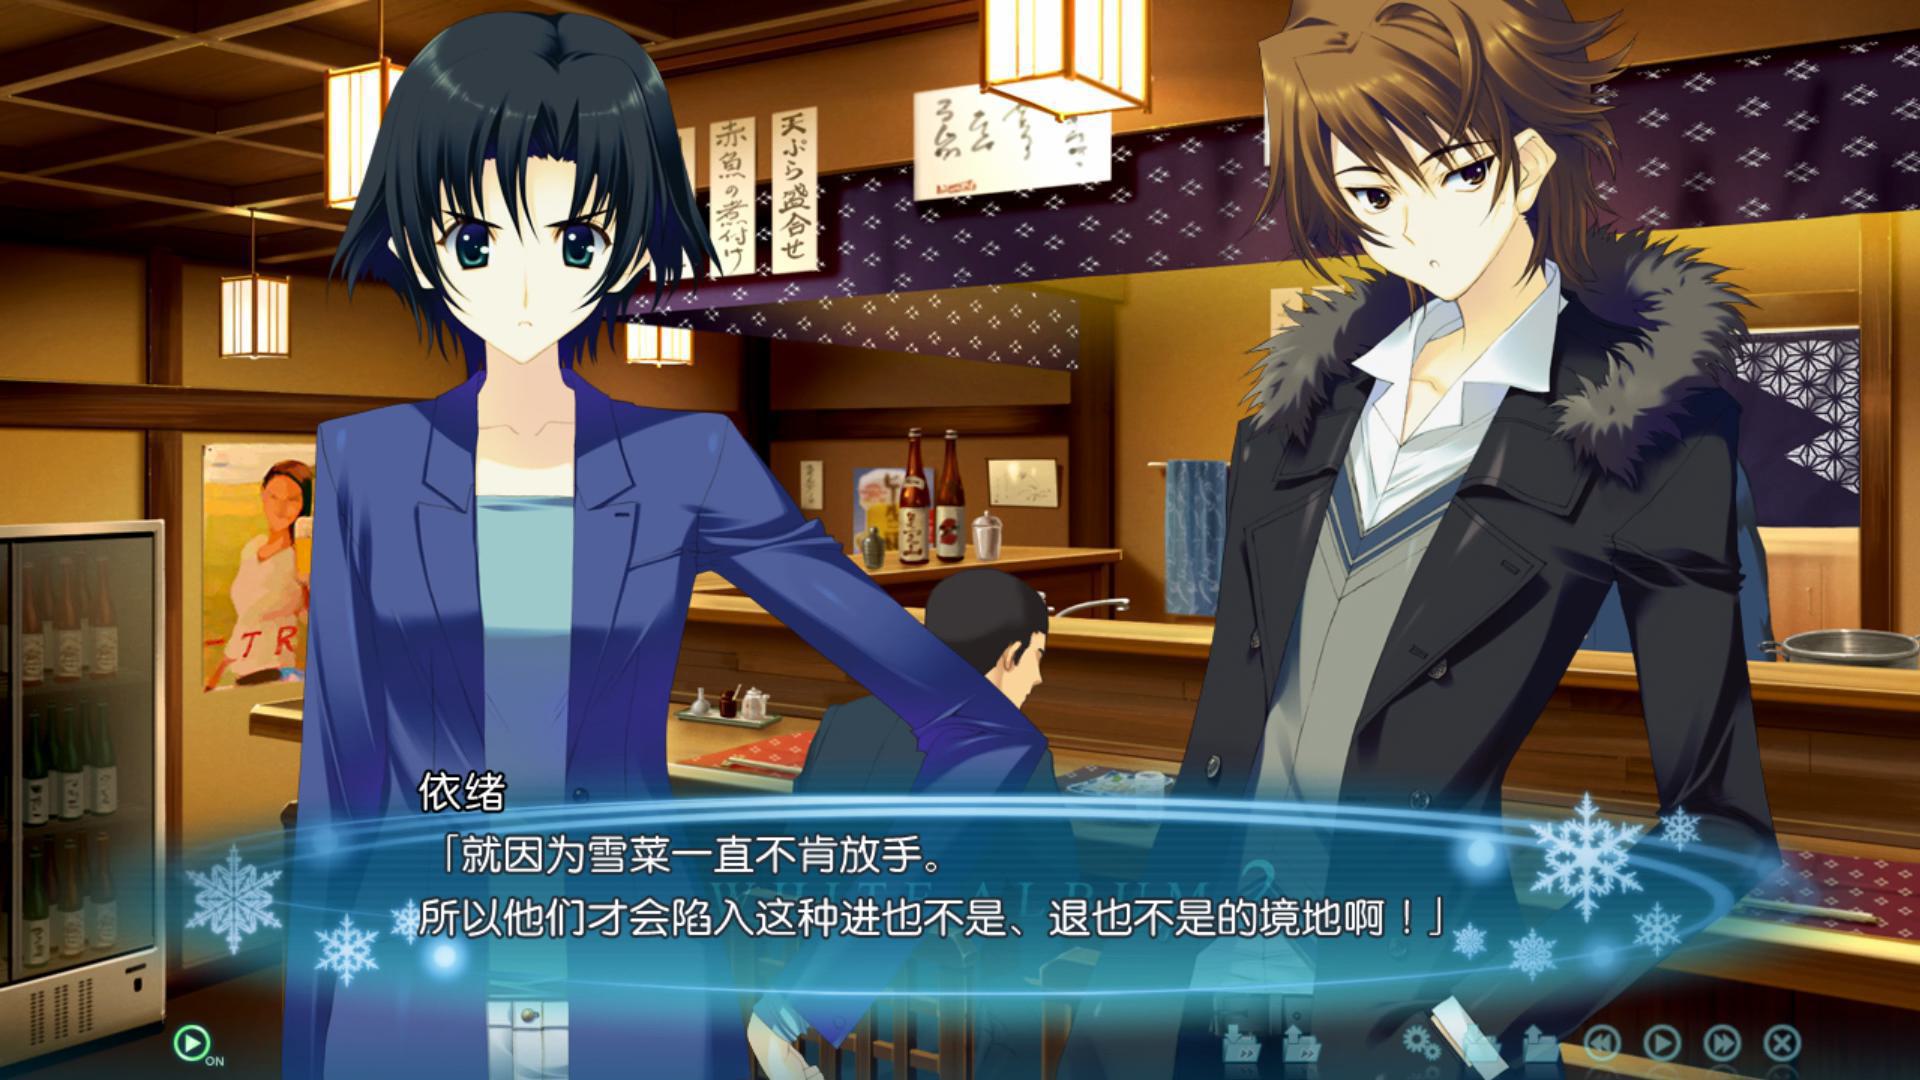 天ぷら盛合せ
赤魚の煮付け
TR
依绪
「就因为雪菜一直不肯放手。
所以他们才会陷入这种进也不是、退也不是的境地啊！」
WHITE ALBUM 2
ON